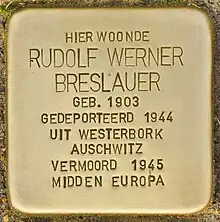 HIER WOONDE
RUDOLF WERNER
BRESLAUER
GEB. 1903
GEDEPORTEERD 1944
UIT WESTERBORK
AUSCHWITZ
VERMOORD 1945
MIDDEN EUROPA